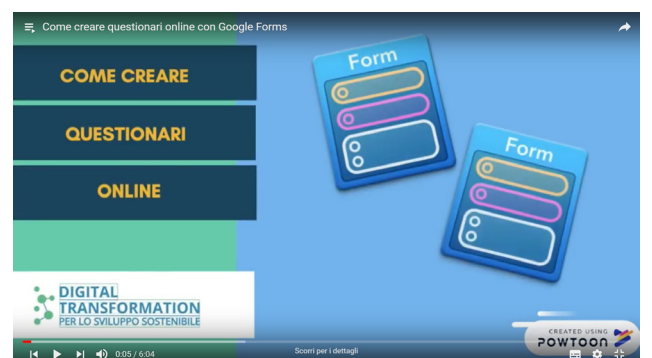 Come creare questionari online con Google Forms
COME CREARE
QUESTIONARI
ONLINE
Form
Form
DIGITAL
TRANSFORMATION
PER LO SVILUPPO SOSTENIBILE
CREATED USING
POWTOON
0:05 / 6:04
Scorri per i dettagli